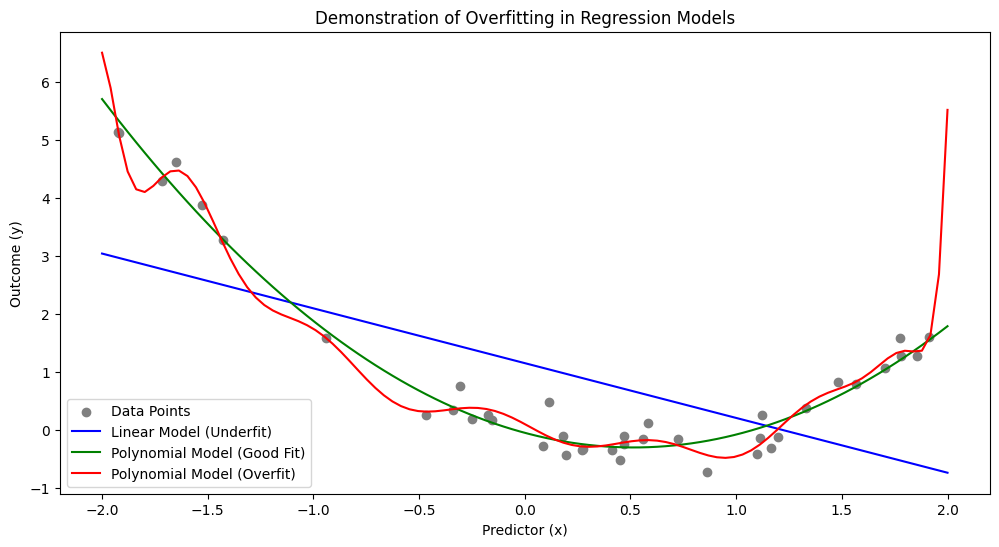 Demonstration of Overfitting in Regression Models
Outcome (y)
6
5
4
3
2
1
0
−1
Data Points
Linear Model (Underfit)
Polynomial Model (Good Fit)
Polynomial Model (Overfit)
−2.0 −1.5 −1.0 −0.5 0.0 0.5 1.0 1.5 2.0
Predictor (x)